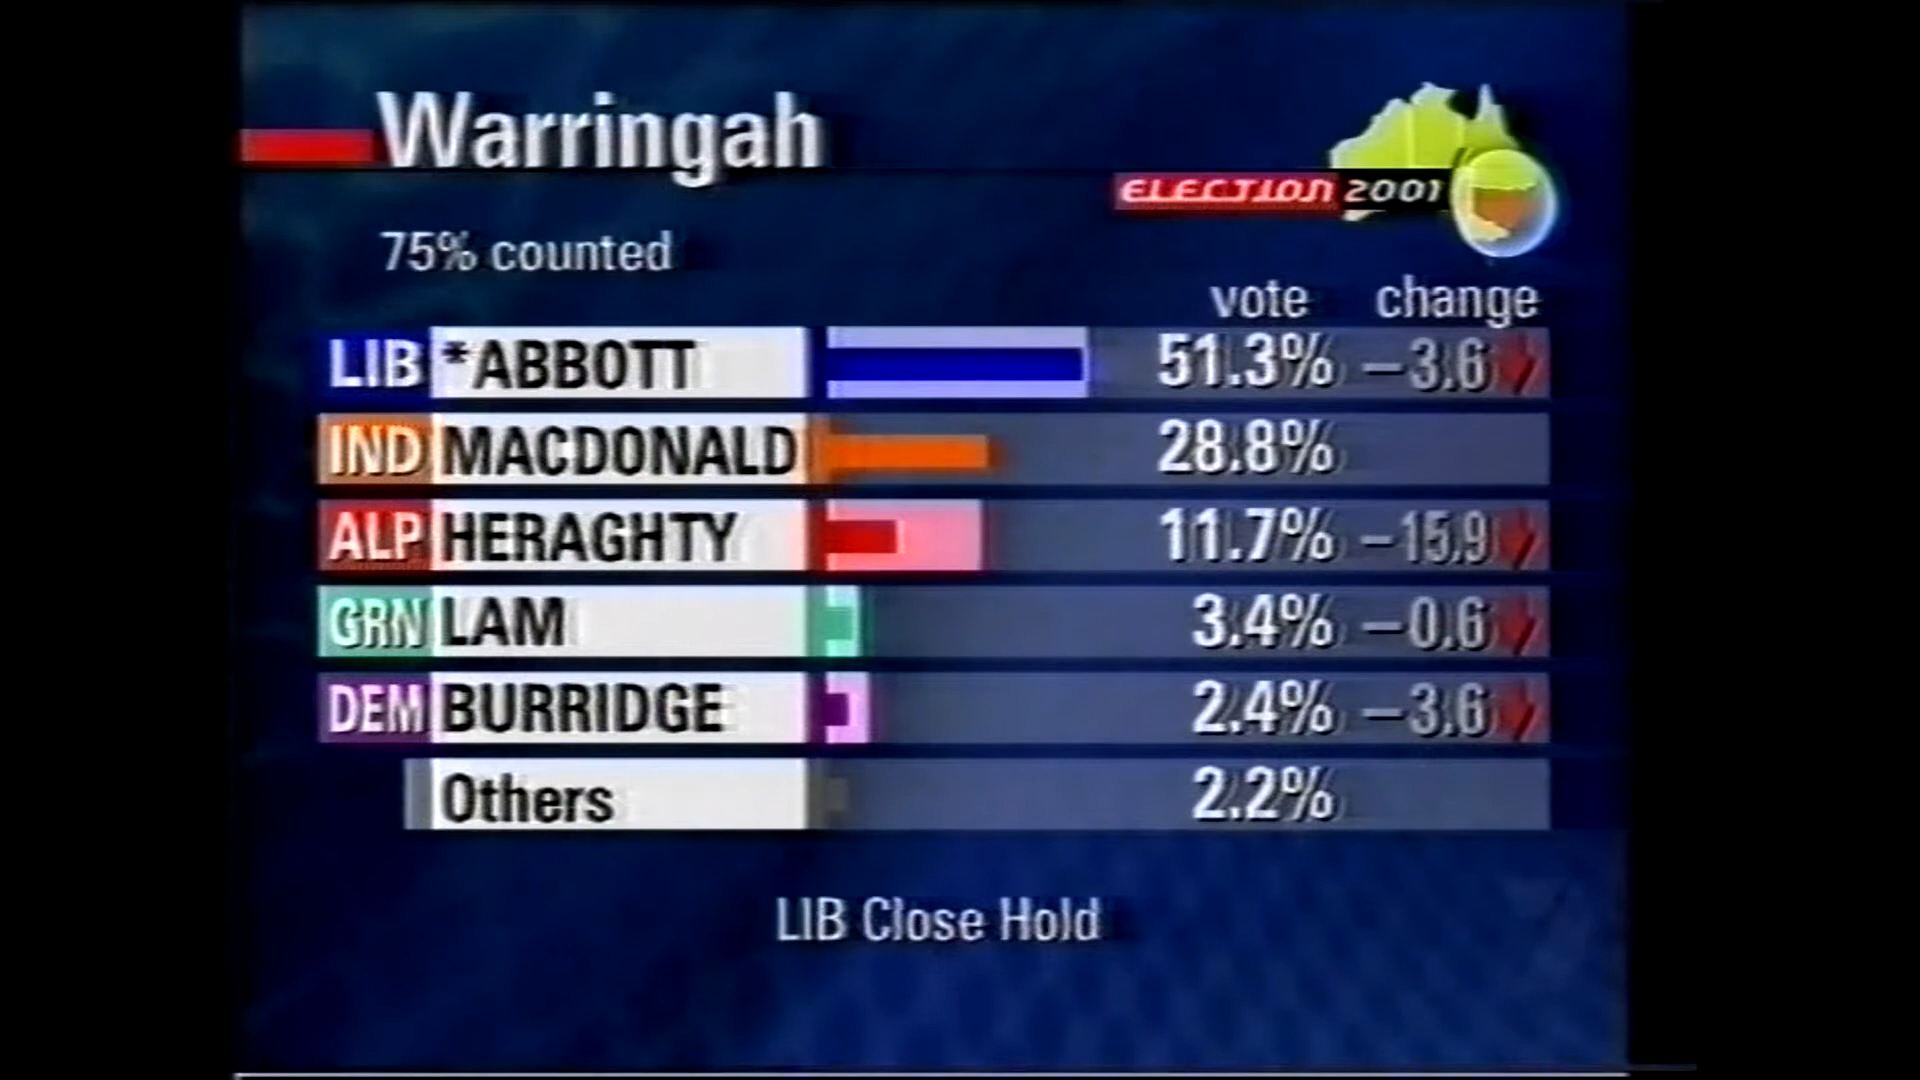 Warringah
ELECTION 2001
75% counted
vote change
LIB *ABBOTT 51.3% -3.6
IND MACDONALD 28.8%
ALP HERAGHTY 11.7% -15.9
GRN LAM 3.4% -0.6
DEM BURRIDGE 2.4% -3.6
Others 2.2%
LIB Close Hold